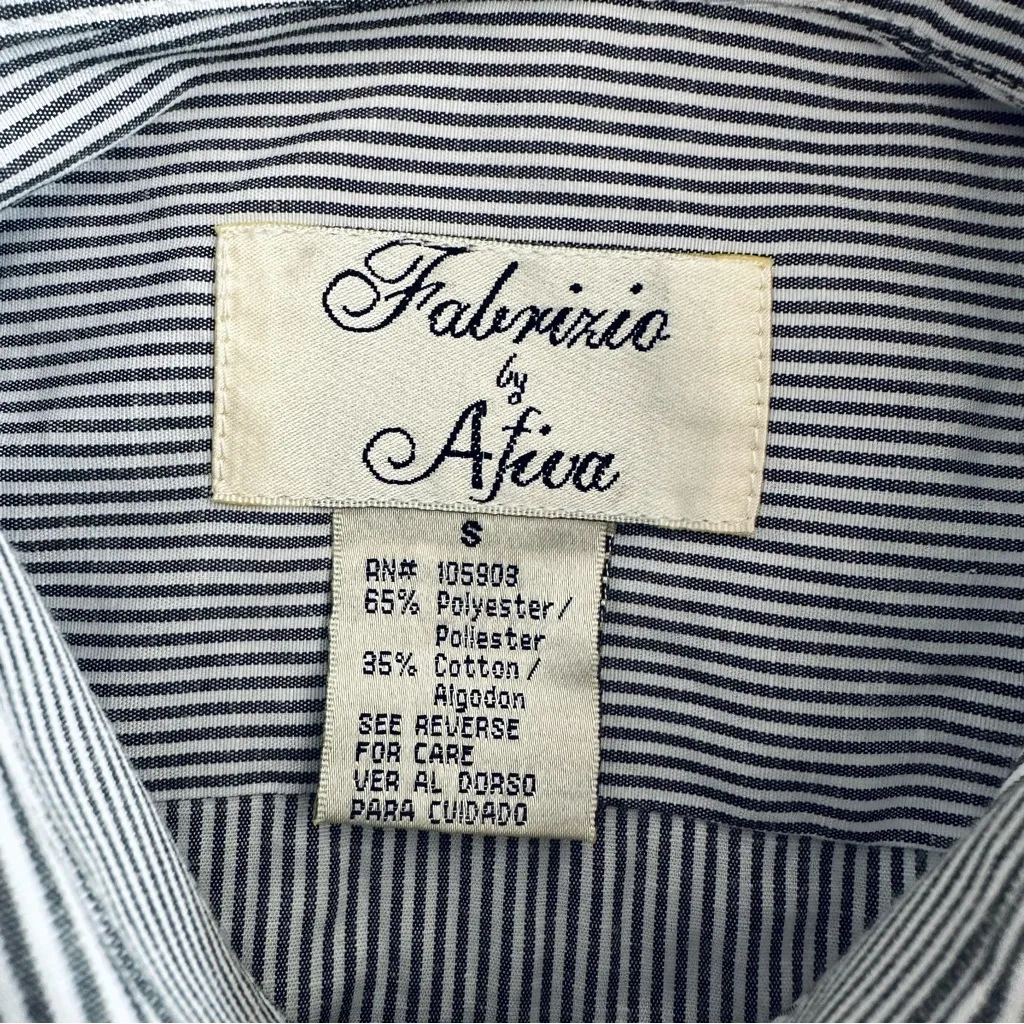 Fabrizio
by
Afiva
S
RN# 105908
65% Polyester/
Poliester
35% Cotton/
Algodon
SEE REVERSE
FOR CARE
VER AL DORSO
PARA CUIDADO